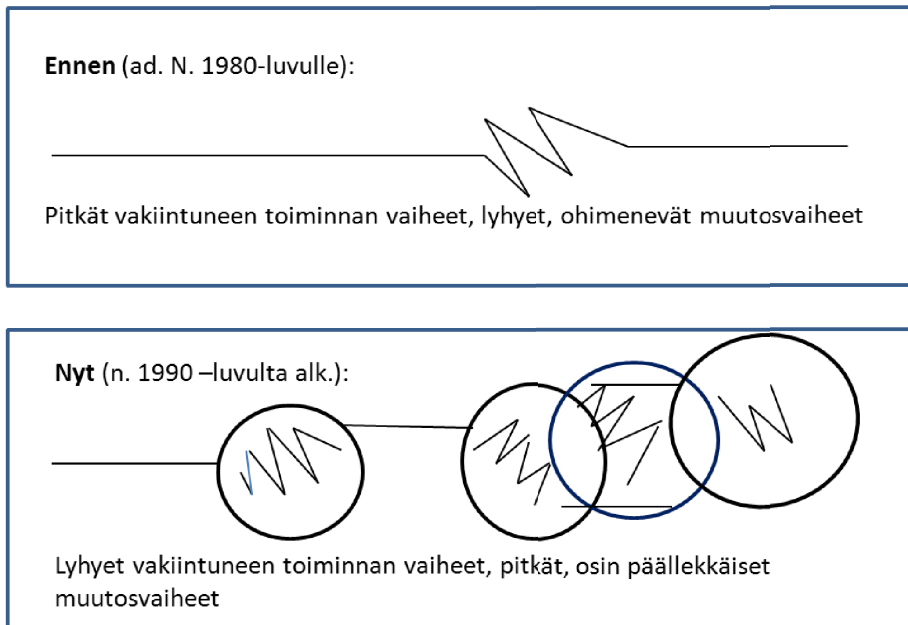 Ennen (ad. N. 1980-luvulle):
Pitkät vakiintuneen toiminnan vaiheet, lyhyet, ohimenevät muutosvaiheet
Nyt (n. 1990 –luvulta alk.):
Lyhyet vakiintuneen toiminnan vaiheet, pitkät, osin päällekkäiset
muutosvaiheet